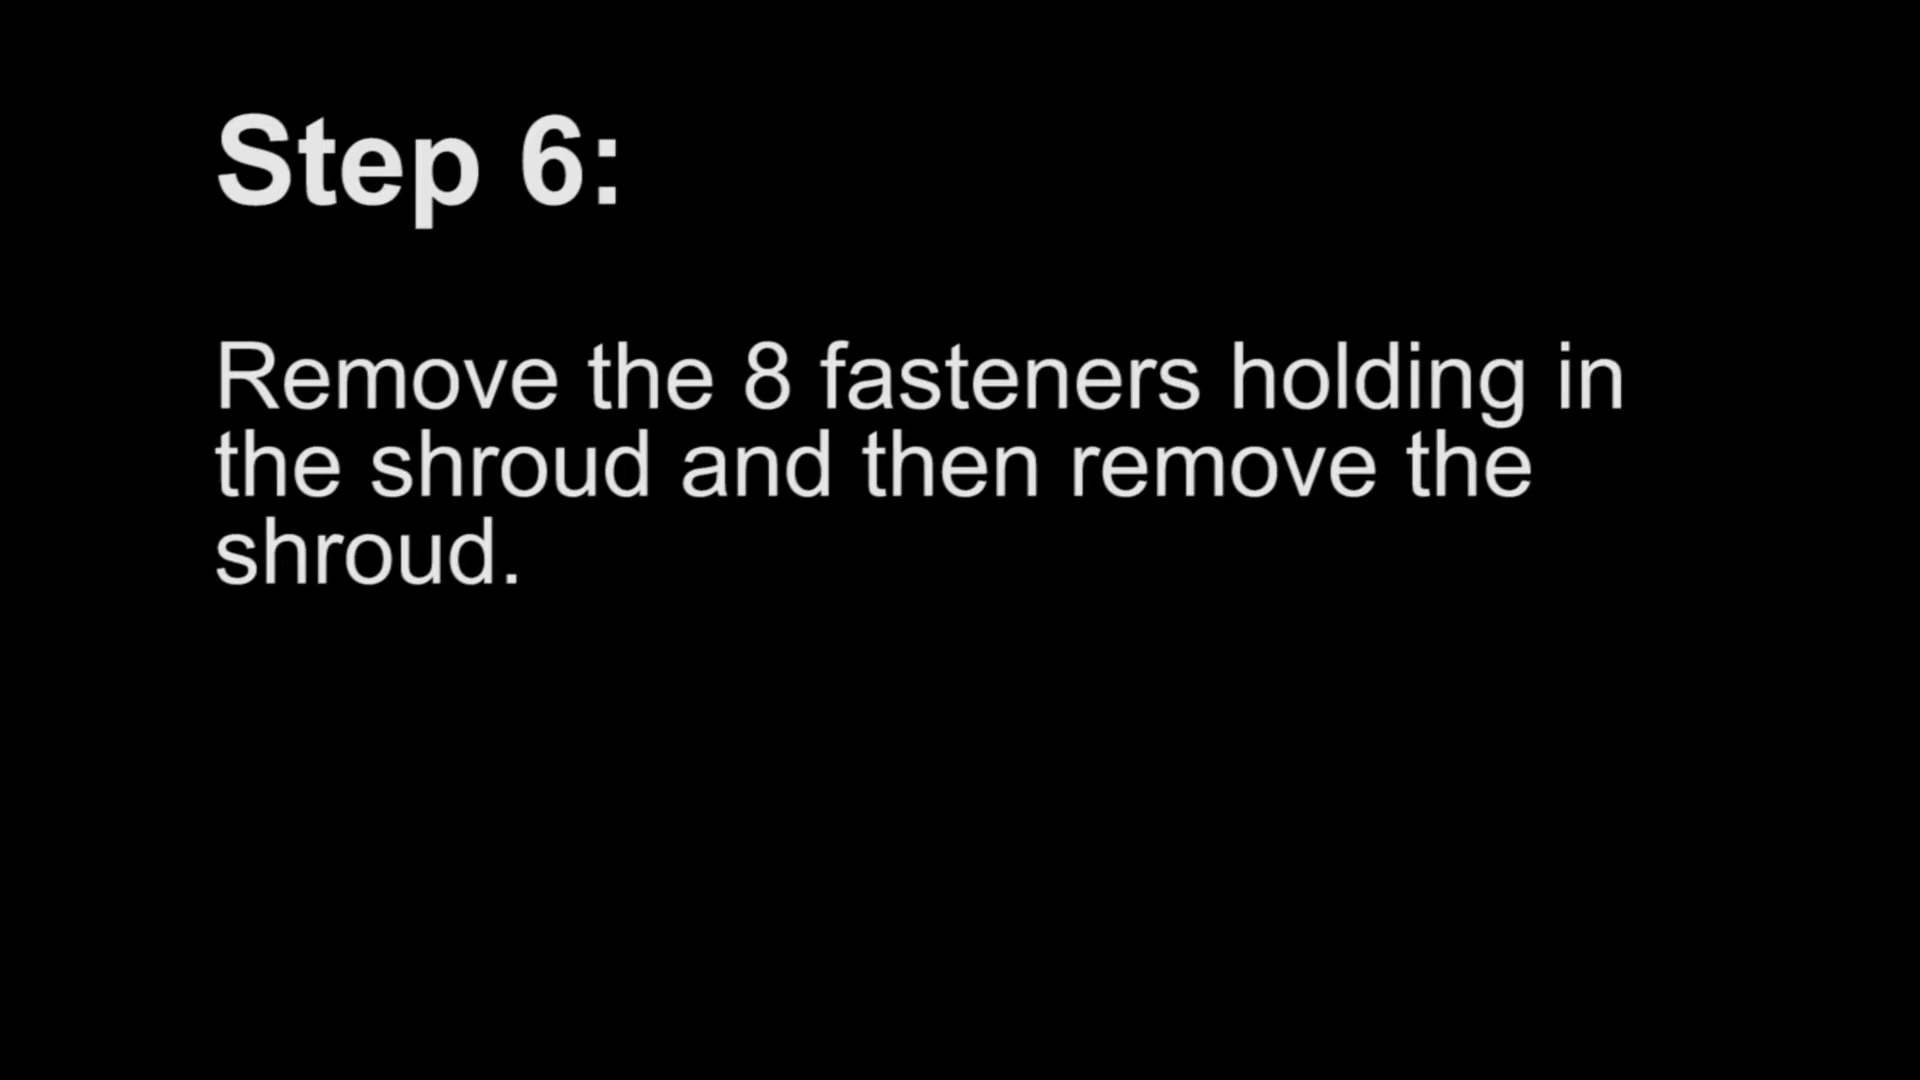 Step 6:
Remove the 8 fasteners holding in
the shroud and then remove the
shroud.